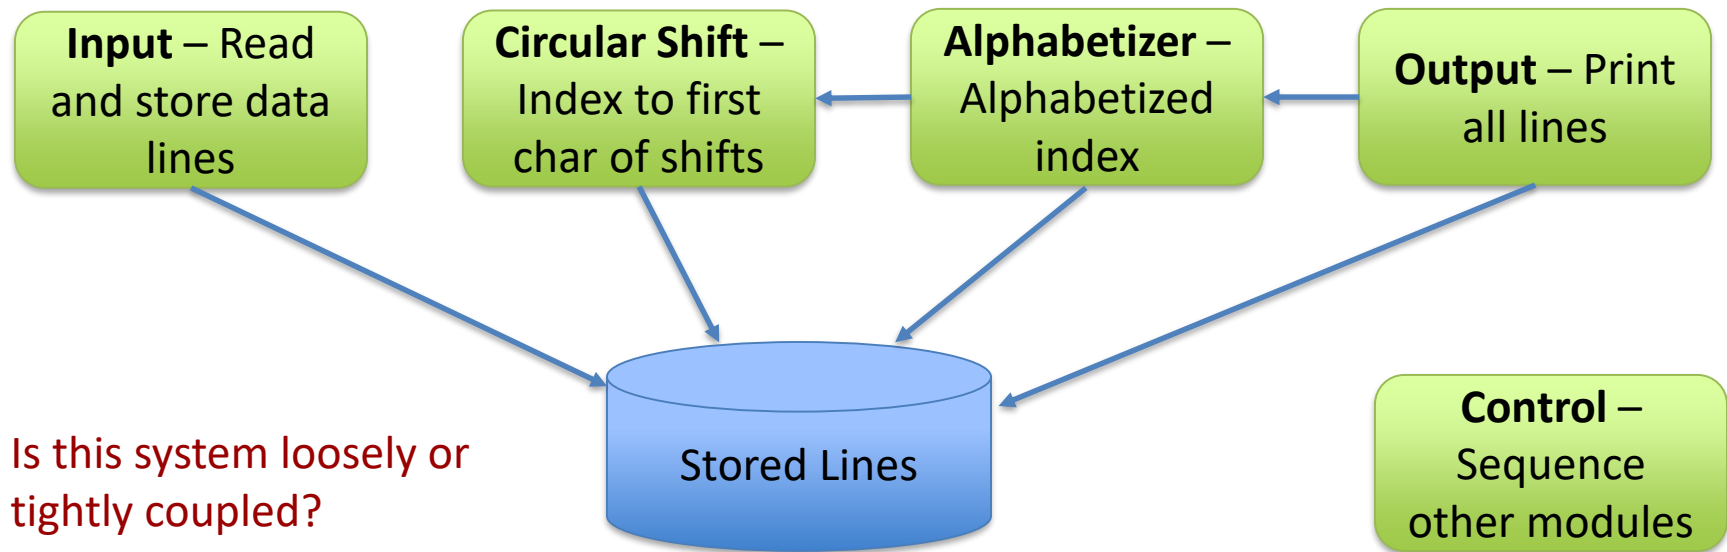 Input – Read
and store data
lines
Circular Shift –
Index to first
char of shifts
Alphabetizer –
Alphabetized
index
Output – Print
all lines
Stored Lines
Is this system loosely or
tightly coupled?
Control –
Sequence
other modules